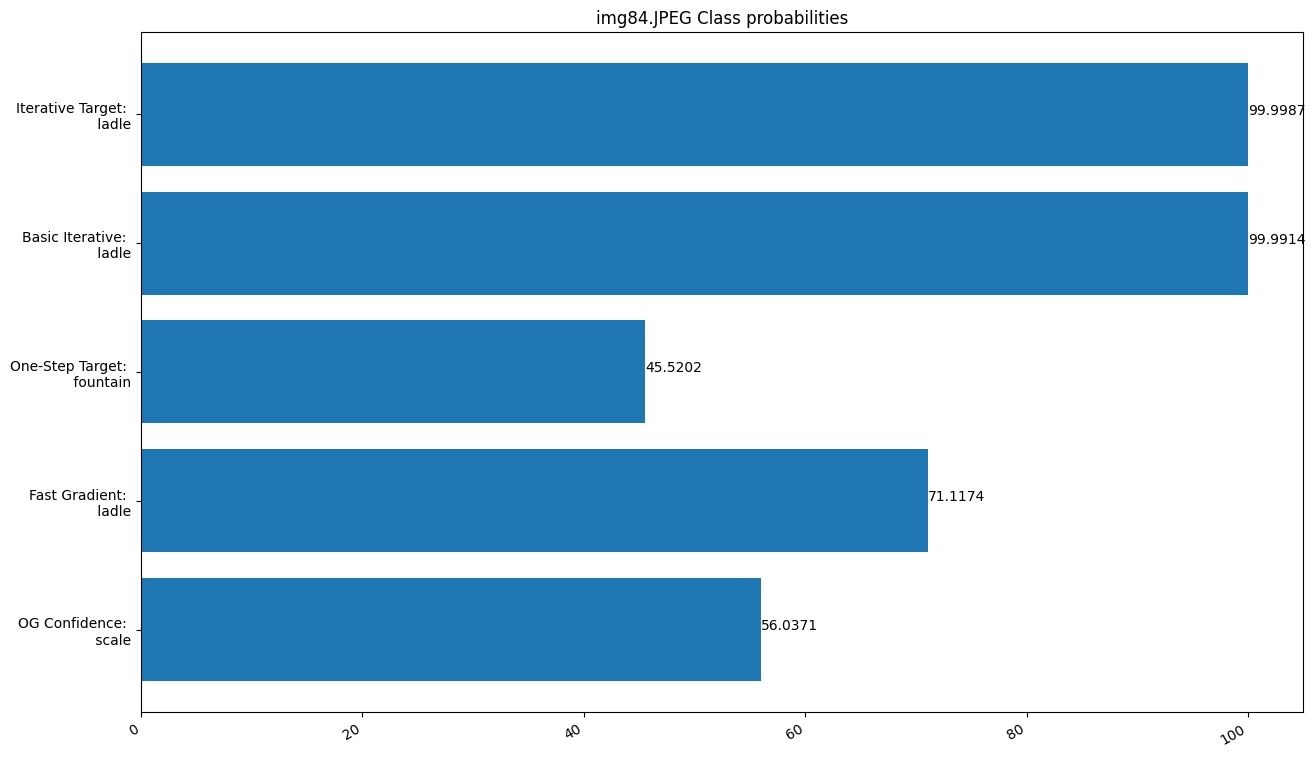 img84.JPEG Class probabilities
Iterative Target:
ladle
99.9987
Basic Iterative:
ladle
99.9914
One-Step Target:
fountain
45.5202
Fast Gradient:
ladle
71.1174
OG Confidence:
scale
56.0371
0
20
40
60
80
100